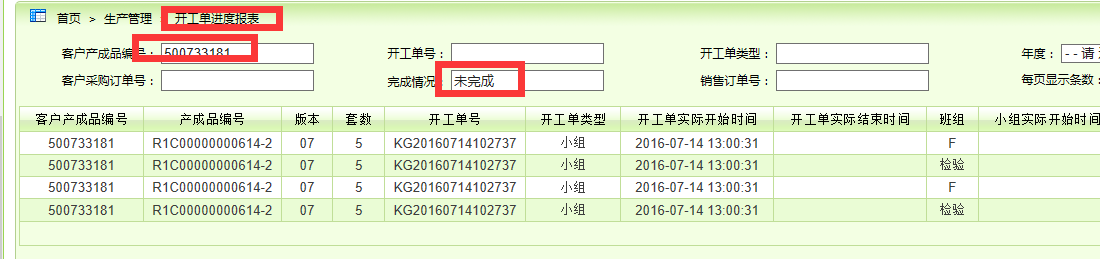 首页 > 生产管理 > 开工单进度报表
客户产成品编号： 500733181 开工单号： 开工单类型： 年度： --请
客户采购订单号： 完成情况： 未完成 销售订单号： 每页显示条数：
客户产成品编号 产成品编号 版本 套数 开工单号 开工单类型 开工单实际开始时间 开工单实际结束时间 班组 小组实际开始时间
500733181 R1C00000000614-2 07 5 KG20160714102737 小组 2016-07-14 13:00:31 F
500733181 R1C00000000614-2 07 5 KG20160714102737 小组 2016-07-14 13:00:31 检验
500733181 R1C00000000614-2 07 5 KG20160714102737 小组 2016-07-14 13:00:31 F
500733181 R1C00000000614-2 07 5 KG20160714102737 小组 2016-07-14 13:00:31 检验